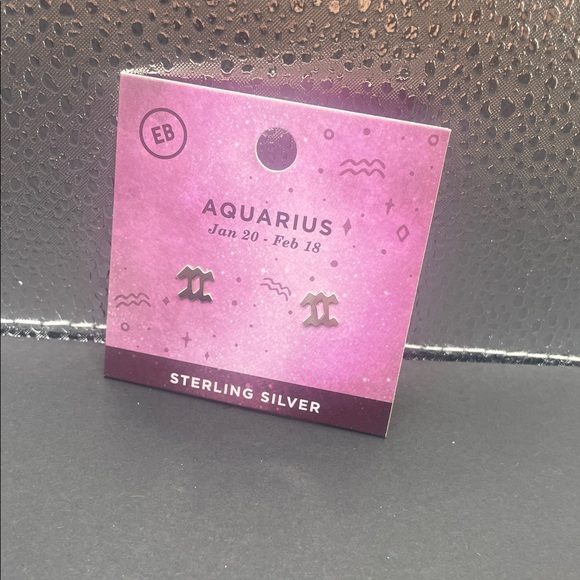 EB
AQUARIUS
Jan 20 - Feb 18
STERLING SILVER